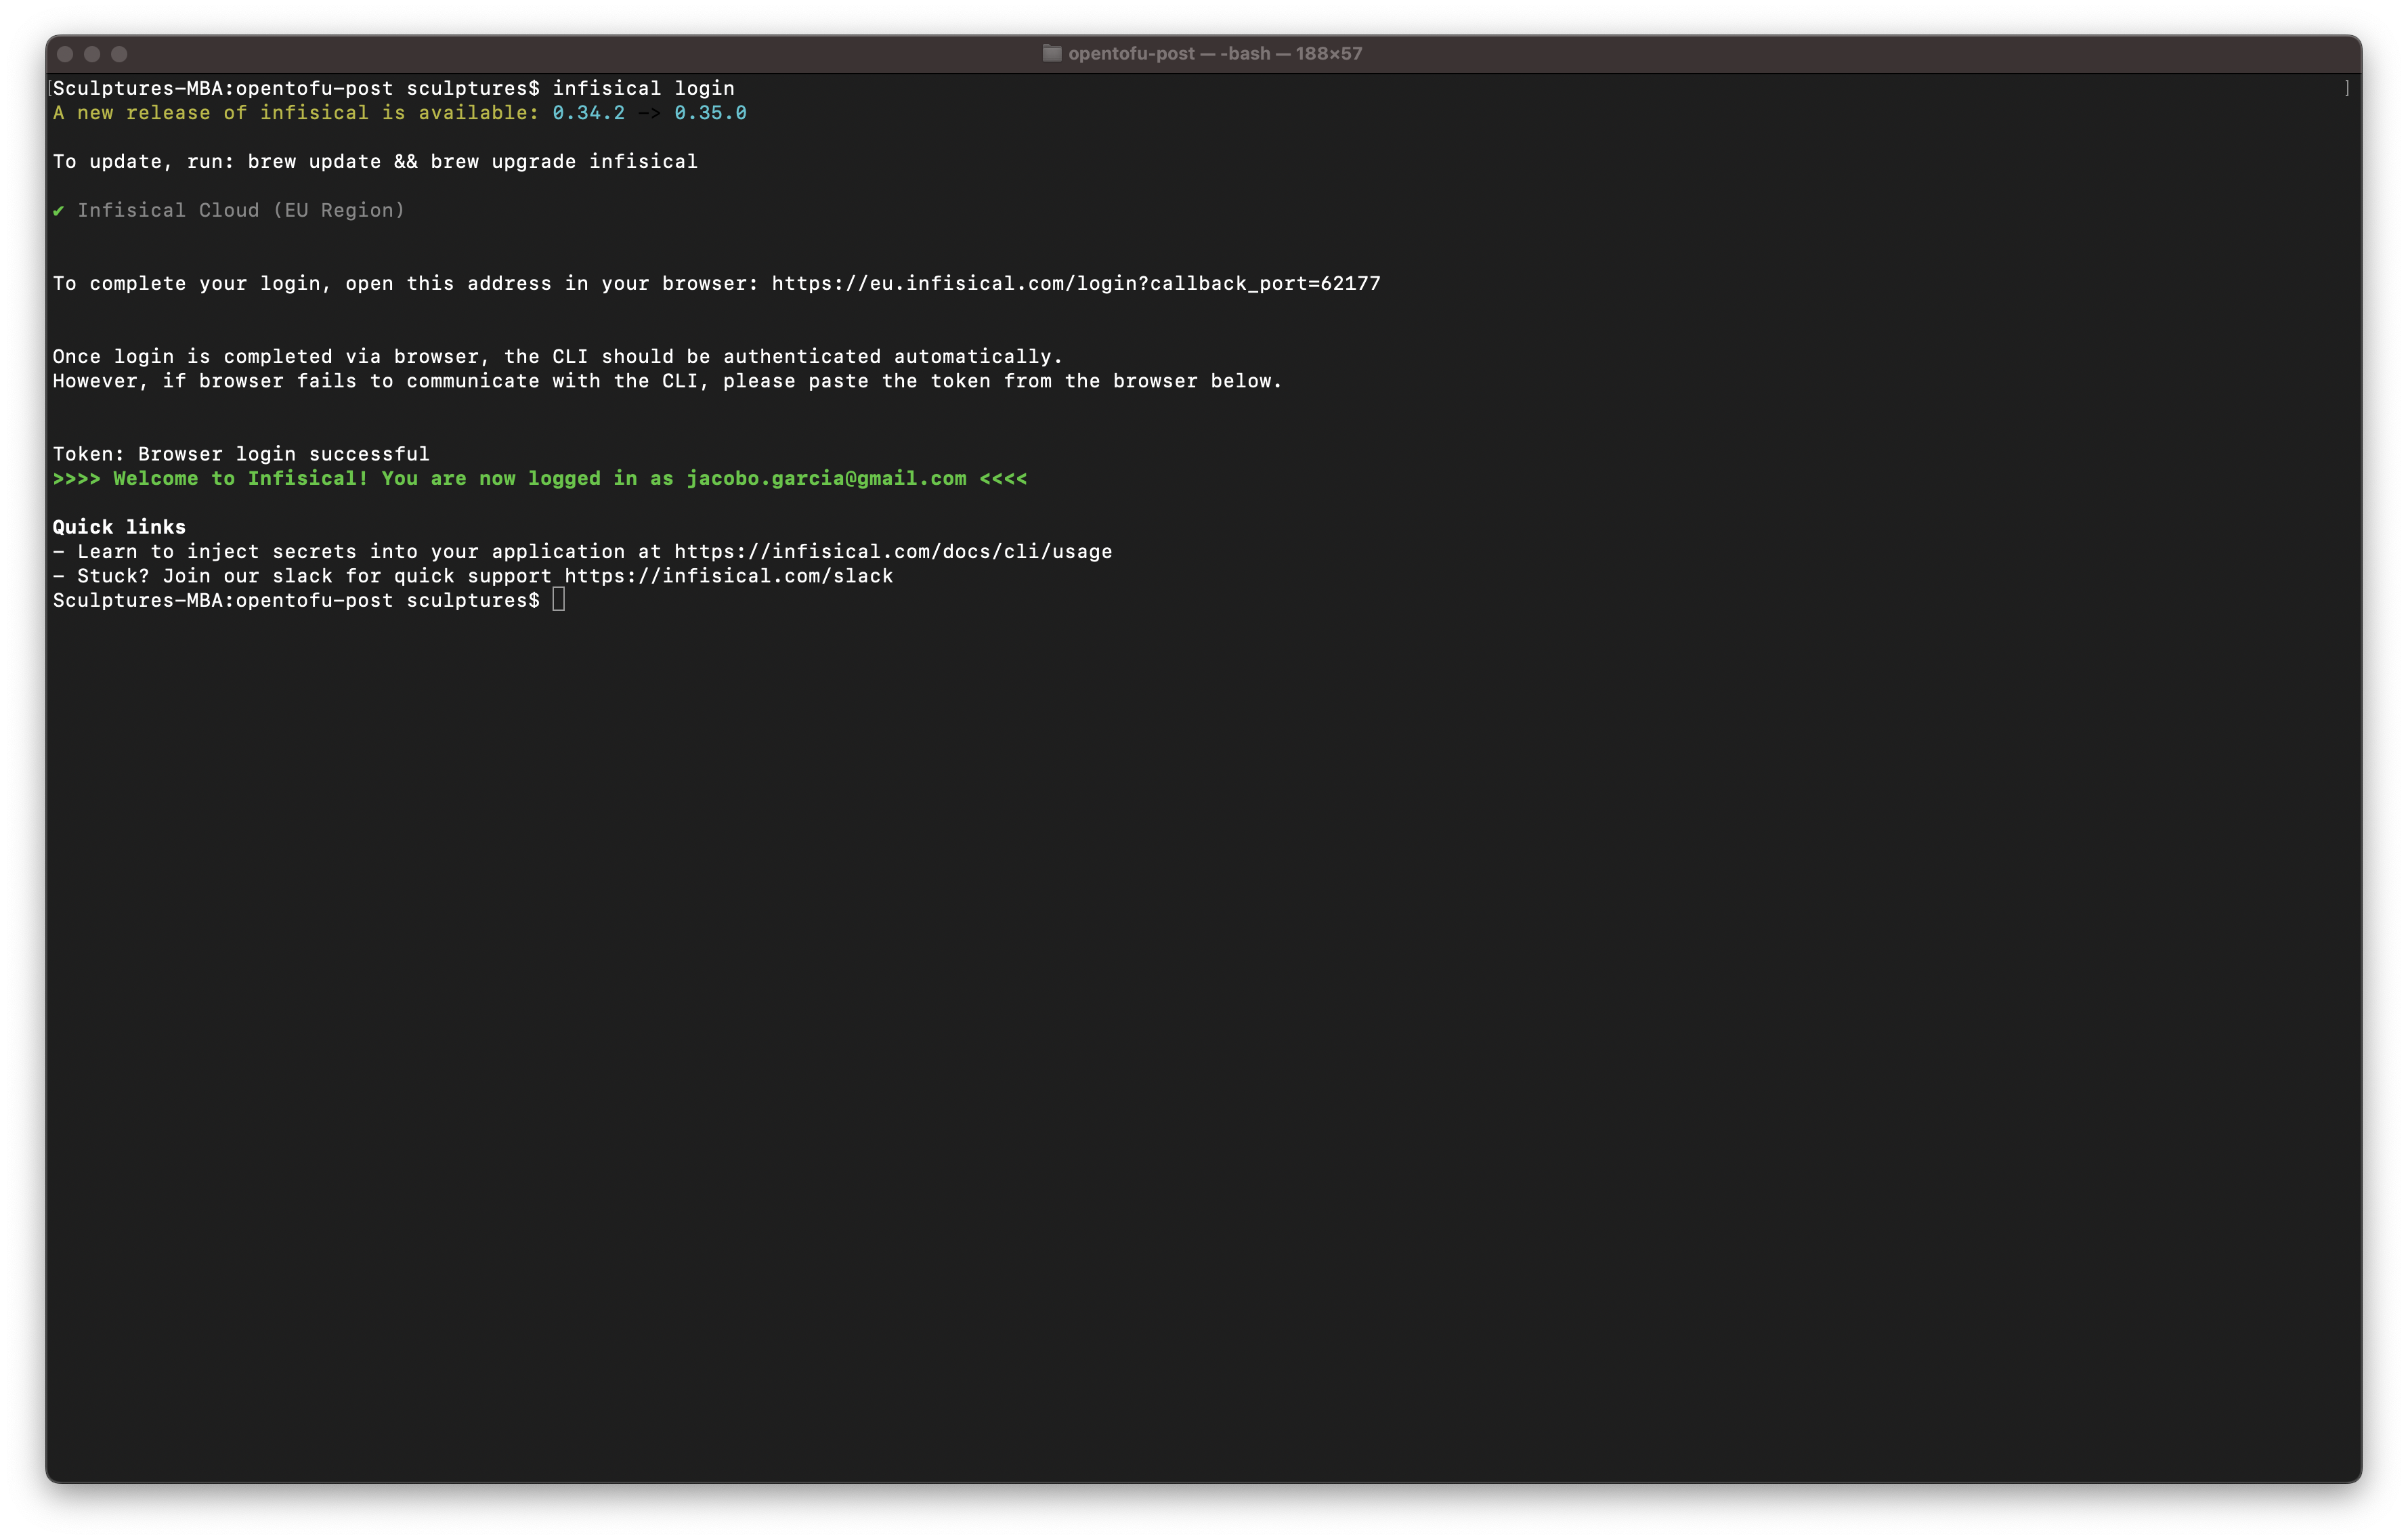 opentofu-post — -bash — 188×57
[Sculptures-MBA:opentofu-post sculptures$ infisical login ]
A new release of infisical is available: 0.34.2 -> 0.35.0
To update, run: brew update && brew upgrade infisical
✔ Infisical Cloud (EU Region)
To complete your login, open this address in your browser: https://eu.infisical.com/login?callback_port=62177
Once login is completed via browser, the CLI should be authenticated automatically.
However, if browser fails to communicate with the CLI, please paste the token from the browser below.
Token: Browser login successful
>>>> Welcome to Infisical! You are now logged in as jacobo.garcia@gmail.com <<<<
Quick links
- Learn to inject secrets into your application at https://infisical.com/docs/cli/usage
- Stuck? Join our slack for quick support https://infisical.com/slack
Sculptures-MBA:opentofu-post sculptures$